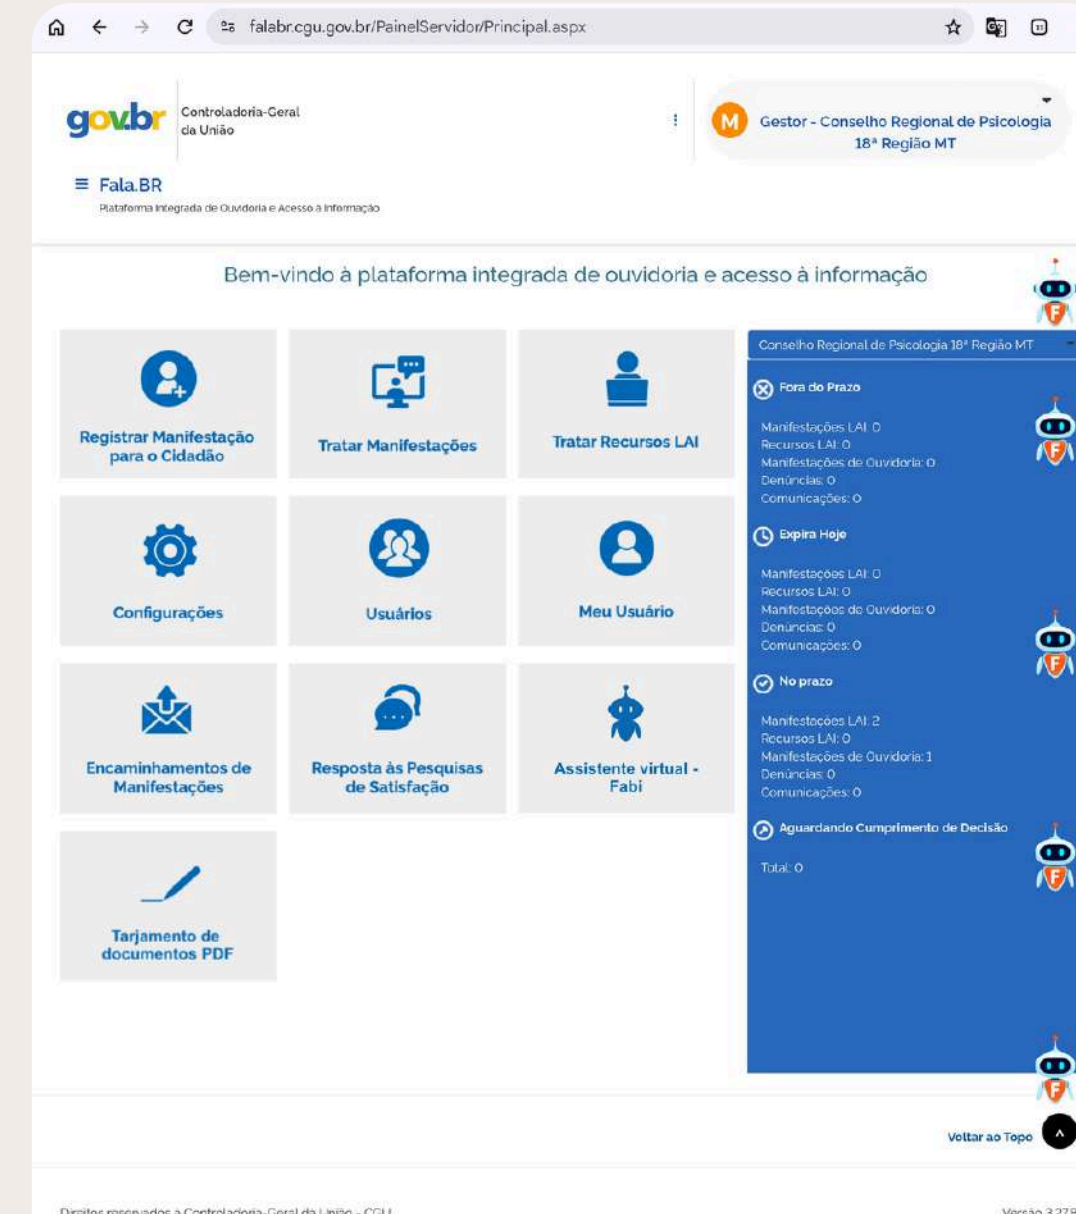 falabr.cgu.gov.br/PainelServidor/Principal.aspx
gov.br
Controladoria-Geral
da União
M
Gestor - Conselho Regional de Psicologia
18ª Região MT
Fala.BR
Plataforma Integrada de Ouvidoria e Acesso à Informação
Bem-vindo à plataforma integrada de ouvidoria e acesso à informação
Registrar Manifestação
para o Cidadão
Tratar Manifestações
Tratar Recursos LAI
Configurações
Usuários
Meu Usuário
Encaminhamentos de
Manifestações
Resposta às Pesquisas
de Satisfação
Assistente virtual -
Fabi
Tarjamento de
documentos PDF
Conselho Regional de Psicologia 18ª Região MT
Fora do Prazo
Manifestações LAI: 0
Recursos LAI: 0
Manifestações de Ouvidoria: 0
Denúncias: 0
Comunicações: 0
Expira Hoje
Manifestações LAI: 0
Recursos LAI: 0
Manifestações de Ouvidoria: 0
Denúncias: 0
Comunicações: 0
No prazo
Manifestações LAI: 2
Recursos LAI: 0
Manifestações de Ouvidoria: 1
Denúncias: 0
Comunicações: 0
Aguardando Cumprimento de Decisão
Total: 0
F
F
F
F
F
Voltar ao Topo
Direitos reservados a Controladoria-Geral da União - CGU
Versão 3.27.8